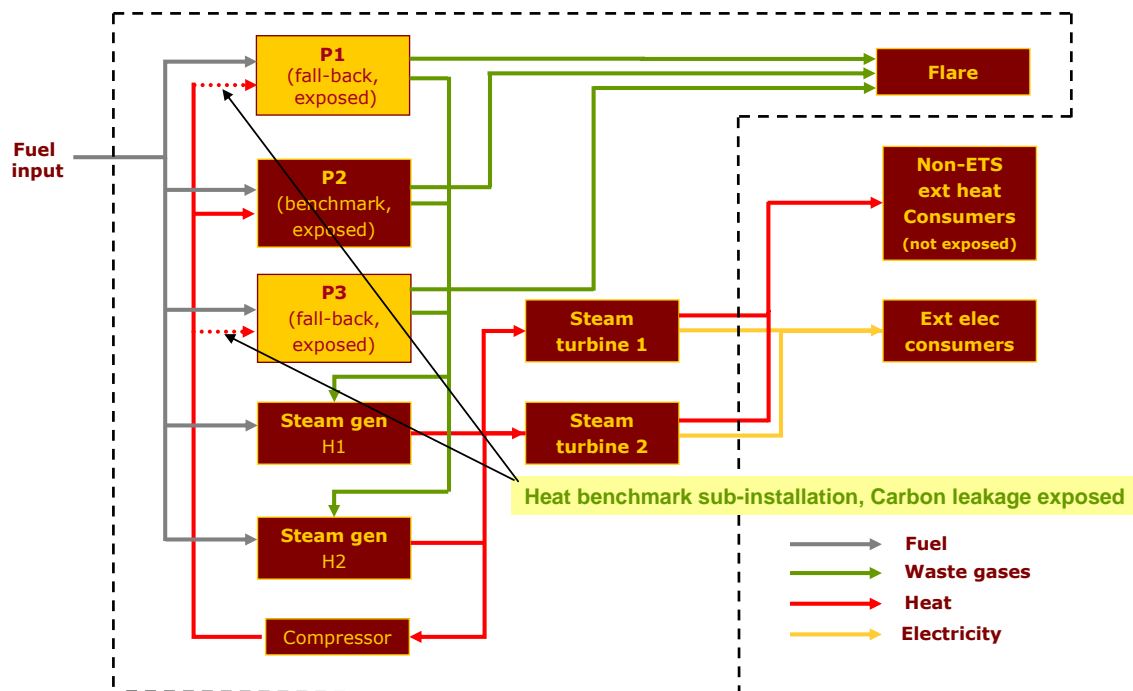 P1
(fall-back,
exposed)
Flare
Fuel
input
P2
(benchmark,
exposed)
Non-ETS
ext heat
Consumers
(not exposed)
P3
(fall-back,
exposed)
Steam
turbine 1
Ext elec
consumers
Steam gen
H1
Steam
turbine 2
Heat benchmark sub-installation, Carbon leakage exposed
Steam gen
H2
Fuel
Waste gases
Heat
Electricity
Compressor